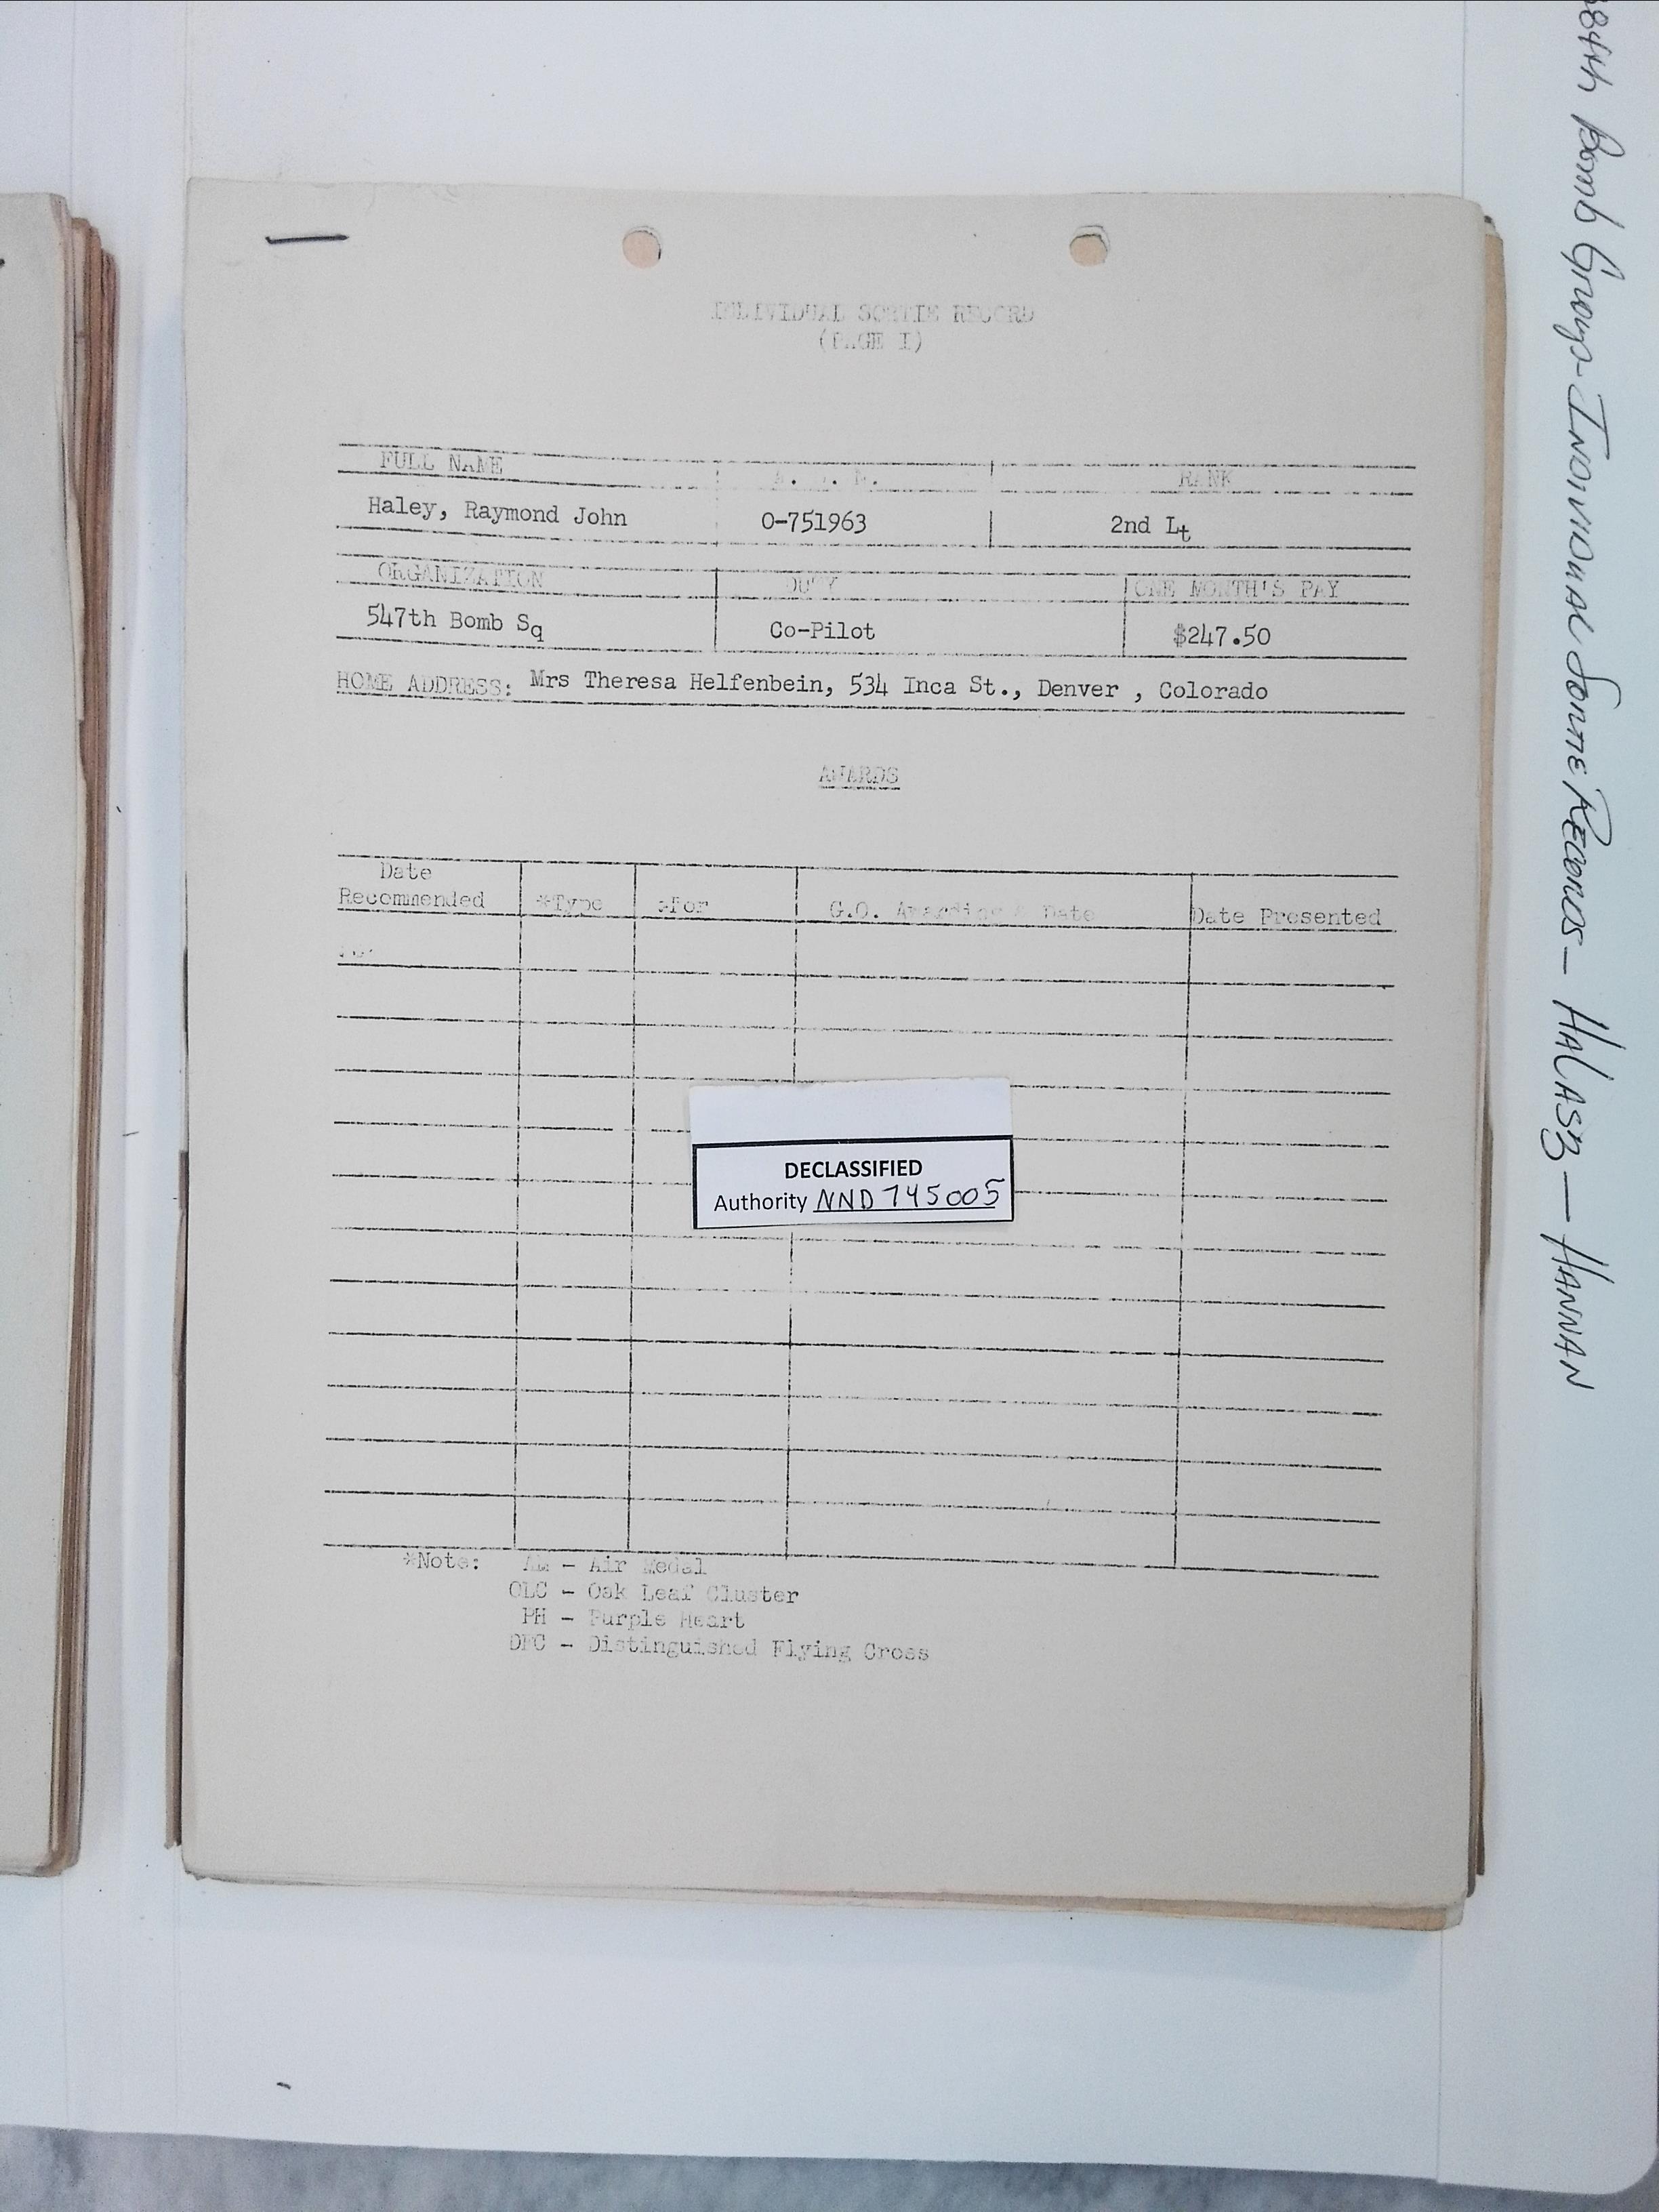 INDIVIDUAL SORTIE RECORD
(PAGE I)
FULL NAME A. S. N. RANK
Haley, Raymond John 0-751963 2nd Lt
ORGANIZATION DUTY ONE MONTH'S PAY
547th Bomb Sq Co-Pilot $247.50
HOME ADDRESS: Mrs Theresa Helfenbein, 534 Inca St., Denver , Colorado
AWARDS
Date
Recommended *Type *For G.O. Awarding & Date Date Presented
DECLASSIFIED
Authority NND 745005
*Note: AM - Air Medal
OLC - Oak Leaf Cluster
PH - Purple Heart
DFC - Distinguished Flying Cross
84th Bomb Group - INDIVIDUAL SORTIE RECORDS - HALASZ - HANNAN